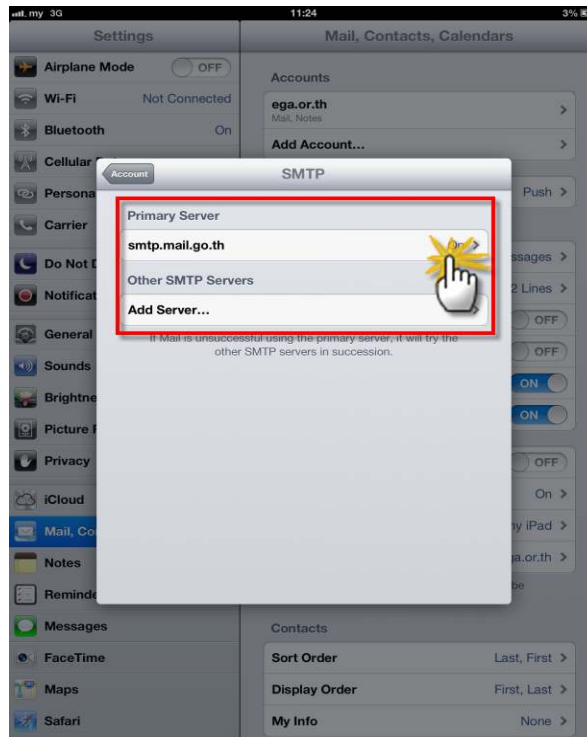 my 3G 11:24 3%
Settings
Airplane Mode OFF
Wi-Fi Not Connected
Bluetooth On
Cellular
Persona
Carrier
Do Not D
Notificat
General
Sounds
Brightne
Picture F
Privacy
iCloud
Mail, Co
Notes
Reminde
Messages
FaceTime
Maps
Safari
Mail, Contacts, Calendars
Accounts
ega.or.th
Mail, Notes
Add Account...
Push
ssages
2 Lines
OFF
OFF
ON
ON
OFF
On
ny iPad
ga.or.th
be
Contacts
Sort Order Last, First
Display Order First, Last
My Info None
Account SMTP
Primary Server
smtp.mail.go.th On
Other SMTP Servers
Add Server...
If Mail is unsuccessful using the primary server, it will try the
other SMTP servers in succession.